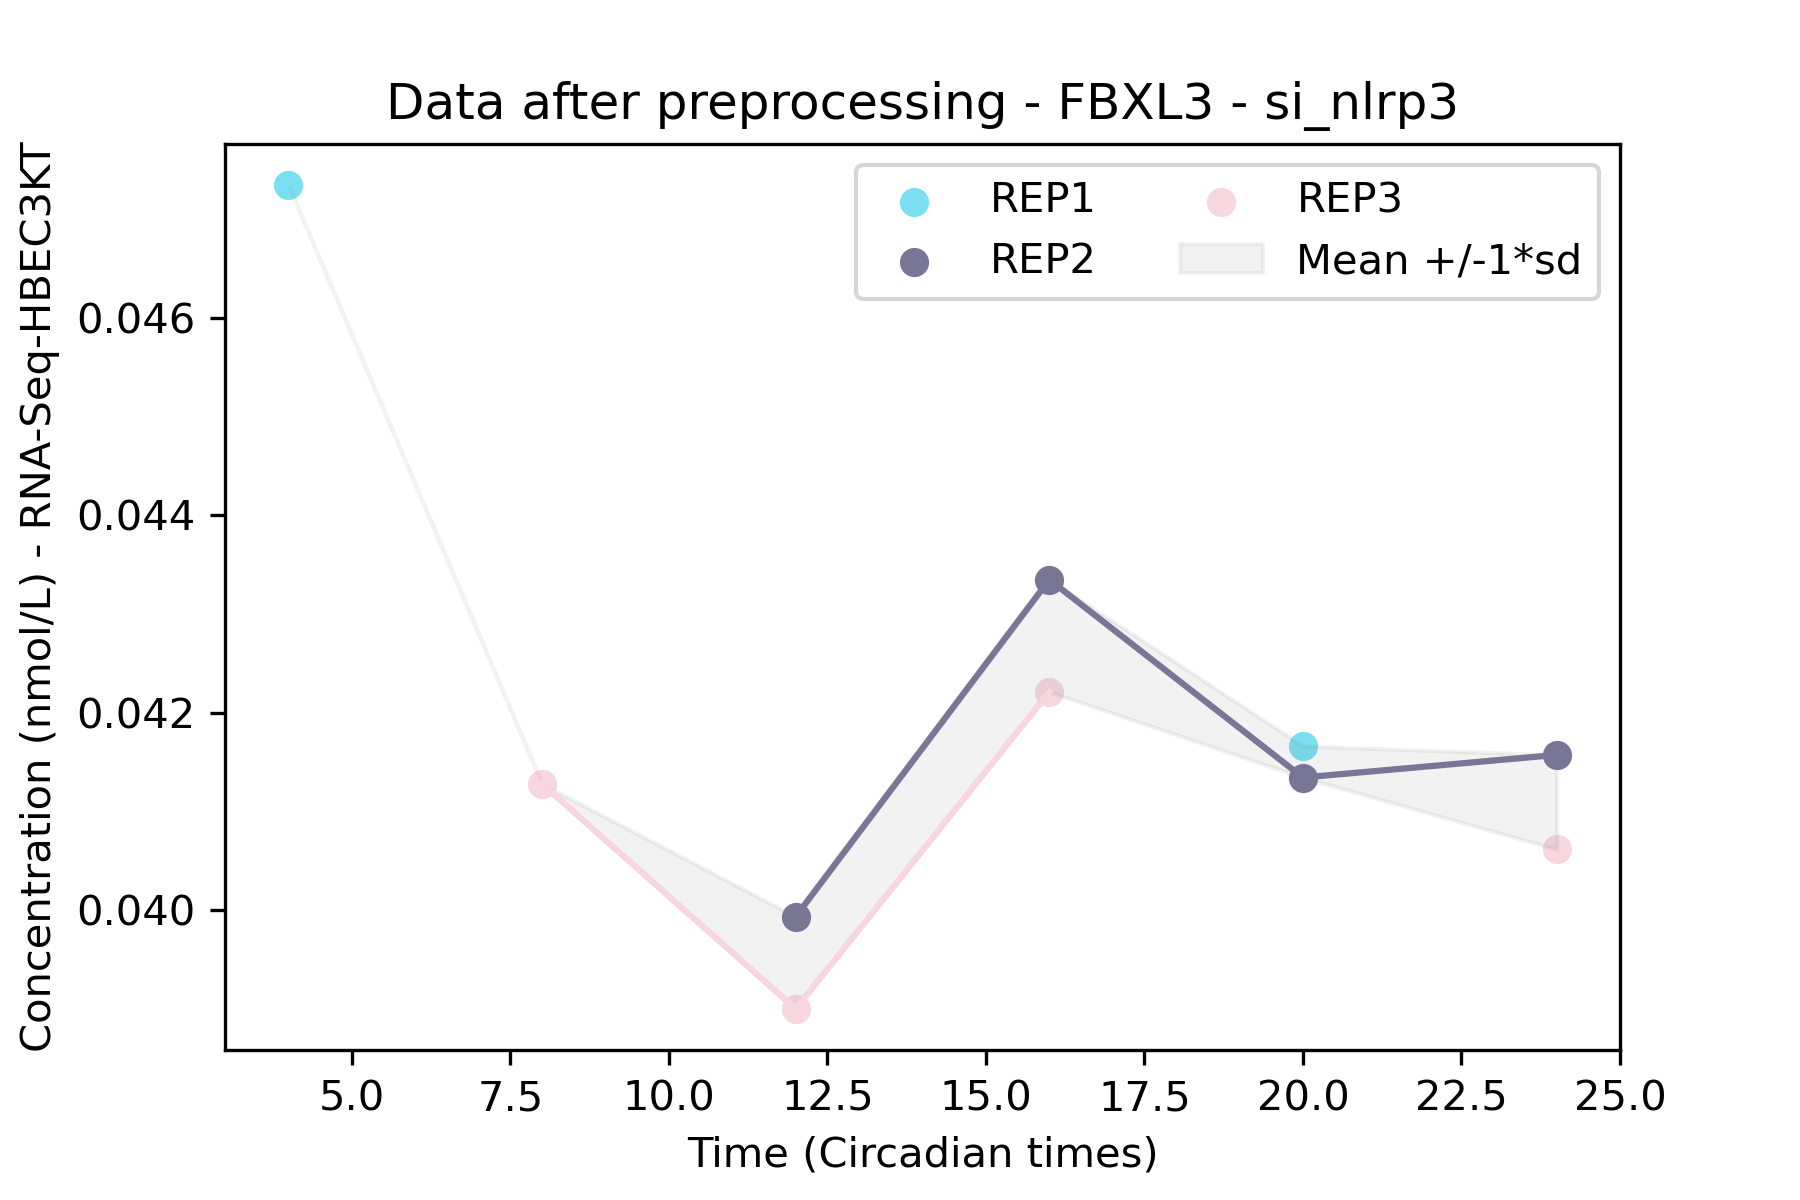 Data after preprocessing - FBXL3 - si_nlrp3
Concentration (nmol/L) - RNA-Seq-HBEC3KT
REP1
REP2
REP3
Mean +/-1*sd
0.046
0.044
0.042
0.040
5.0 7.5 10.0 12.5 15.0 17.5 20.0 22.5 25.0
Time (Circadian times)